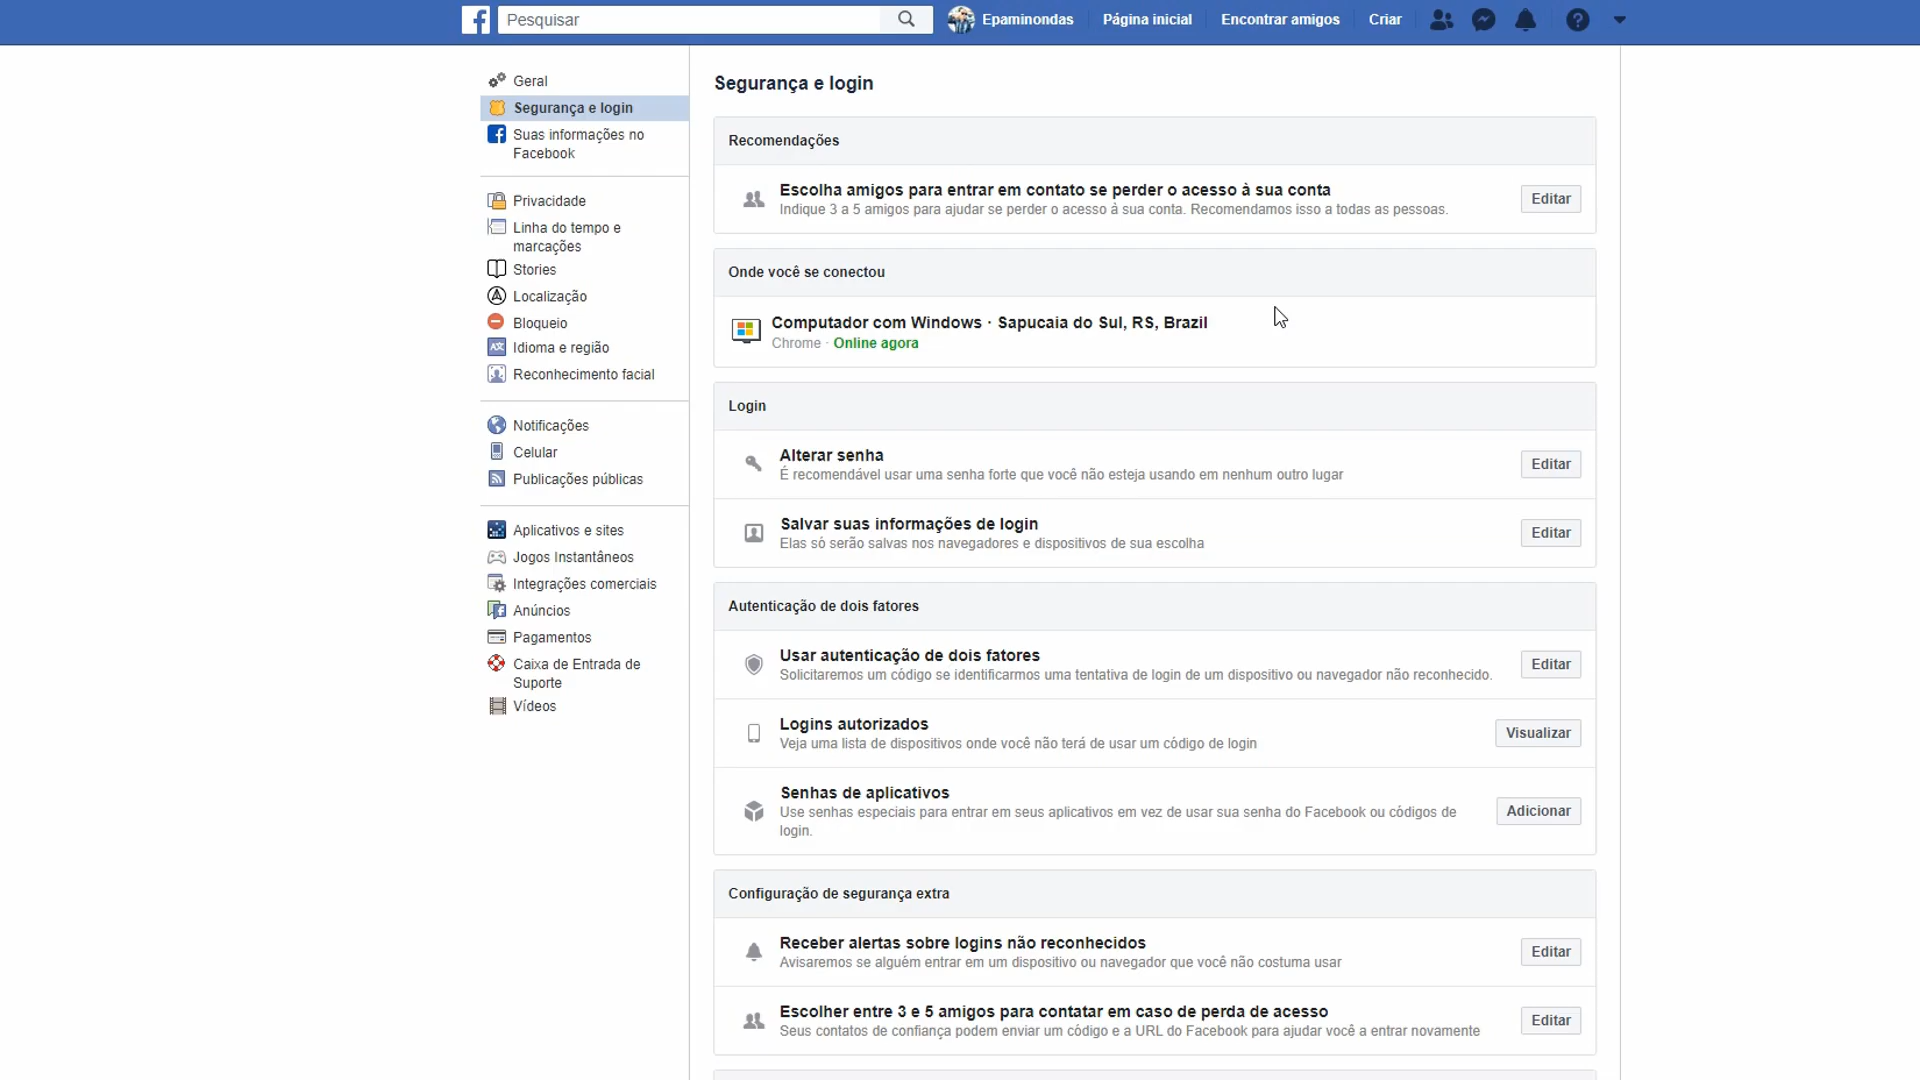 Pesquisar
Epaminondas
Página inicial
Encontrar amigos
Criar
Geral
Segurança e login
Suas informações no
Facebook
Privacidade
Linha do tempo e
marcações
Stories
Localização
Bloqueio
Idioma e região
Reconhecimento facial
Notificações
Celular
Publicações públicas
Aplicativos e sites
Jogos Instantâneos
Integrações comerciais
Anúncios
Pagamentos
Caixa de Entrada de
Suporte
Vídeos
Segurança e login
Recomendações
Escolha amigos para entrar em contato se perder o acesso à sua conta
Indique 3 a 5 amigos para ajudar se perder o acesso à sua conta. Recomendamos isso a todas as pessoas.
Editar
Onde você se conectou
Computador com Windows · Sapucaia do Sul, RS, Brazil
Chrome · Online agora
Login
Alterar senha
É recomendável usar uma senha forte que você não esteja usando em nenhum outro lugar
Editar
Salvar suas informações de login
Elas só serão salvas nos navegadores e dispositivos de sua escolha
Editar
Autenticação de dois fatores
Usar autenticação de dois fatores
Solicitaremos um código se identificarmos uma tentativa de login de um dispositivo ou navegador não reconhecido.
Editar
Logins autorizados
Veja uma lista de dispositivos onde você não terá de usar um código de login
Visualizar
Senhas de aplicativos
Use senhas especiais para entrar em seus aplicativos em vez de usar sua senha do Facebook ou códigos de
login.
Adicionar
Configuração de segurança extra
Receber alertas sobre logins não reconhecidos
Avisaremos se alguém entrar em um dispositivo ou navegador que você não costuma usar
Editar
Escolher entre 3 e 5 amigos para contatar em caso de perda de acesso
Seus contatos de confiança podem enviar um código e a URL do Facebook para ajudar você a entrar novamente
Editar